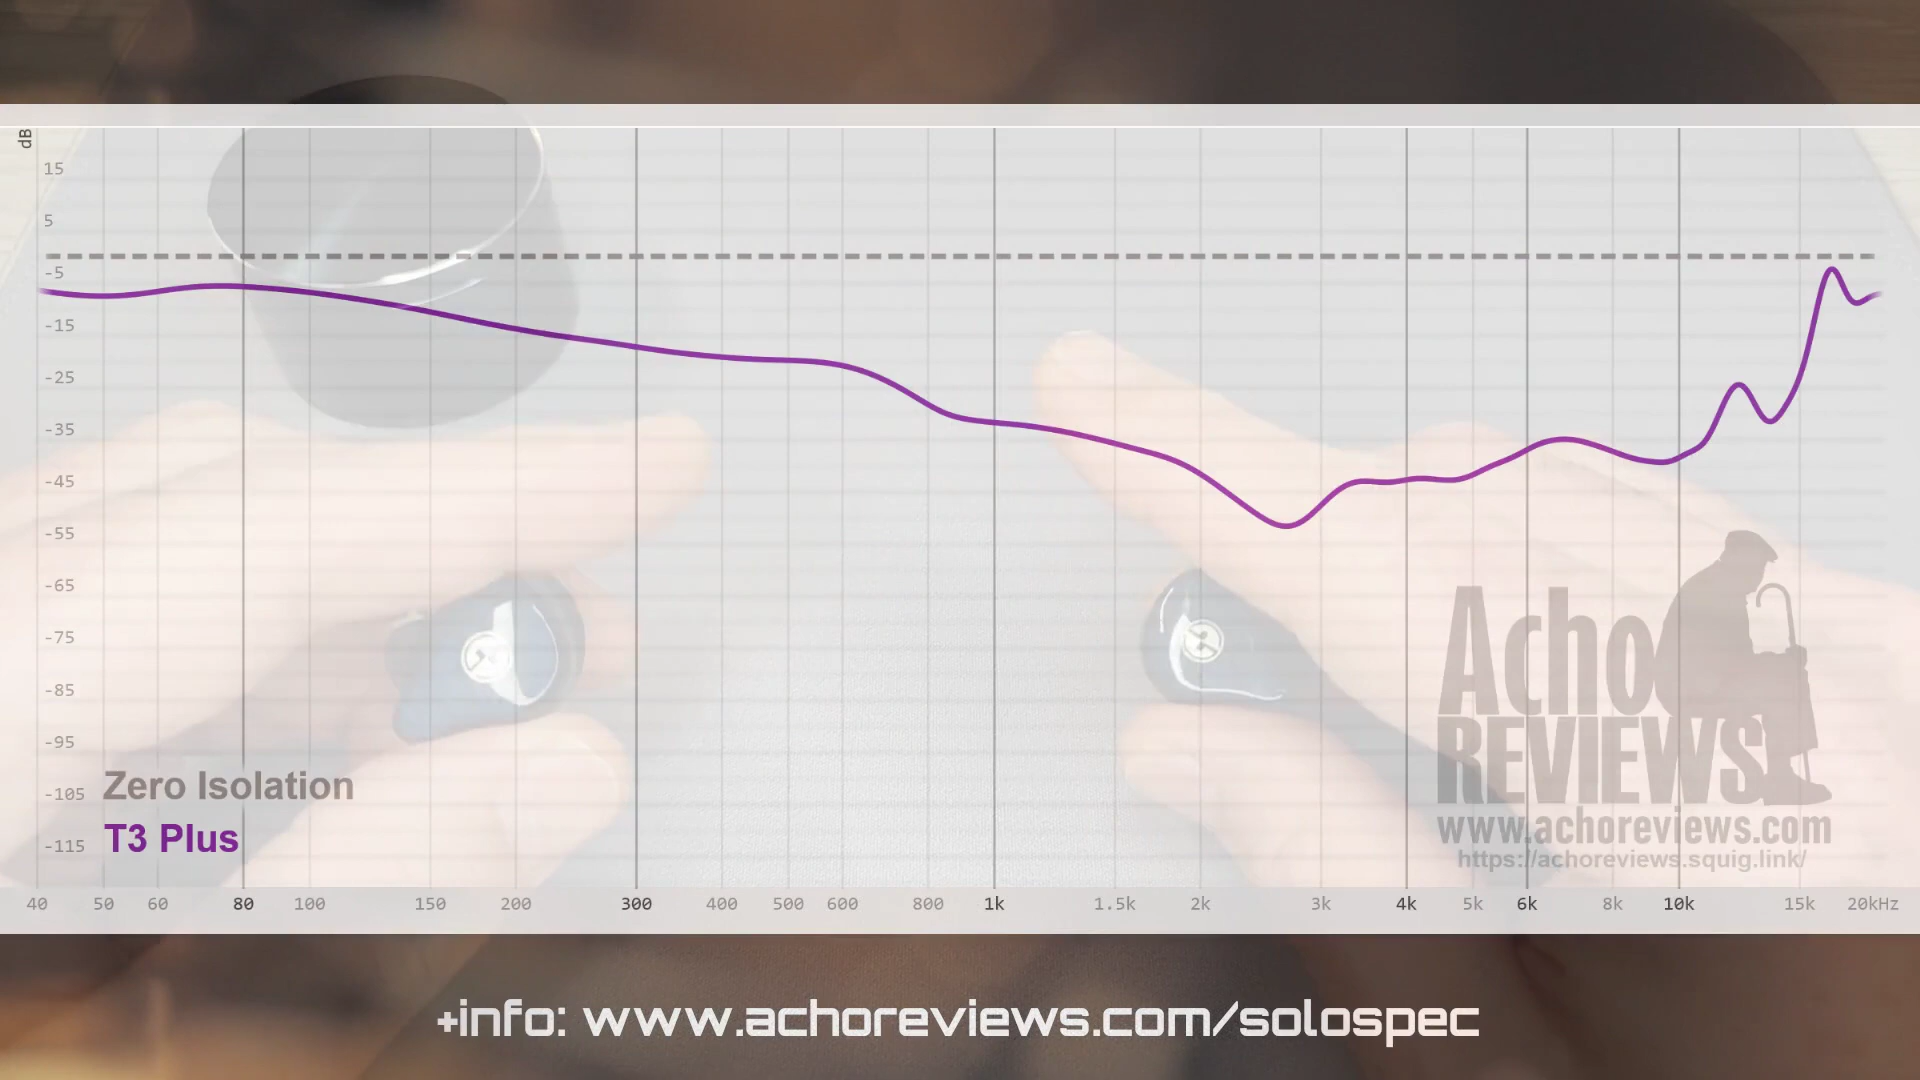 dB
15
5
-5
-15
-25
-35
-45
-55
-65
-75
-85
-95
-105
-115
Zero Isolation
T3 Plus
Acho
REVIEWS
www.achoreviews.com
https://achoreviews.squig.link/
40 50 60 80 100 150 200 300 400 500 600 800 1k 1.5k 2k 3k 4k 5k 6k 8k 10k 15k 20kHz
+info: www.achoreviews.com/solospec